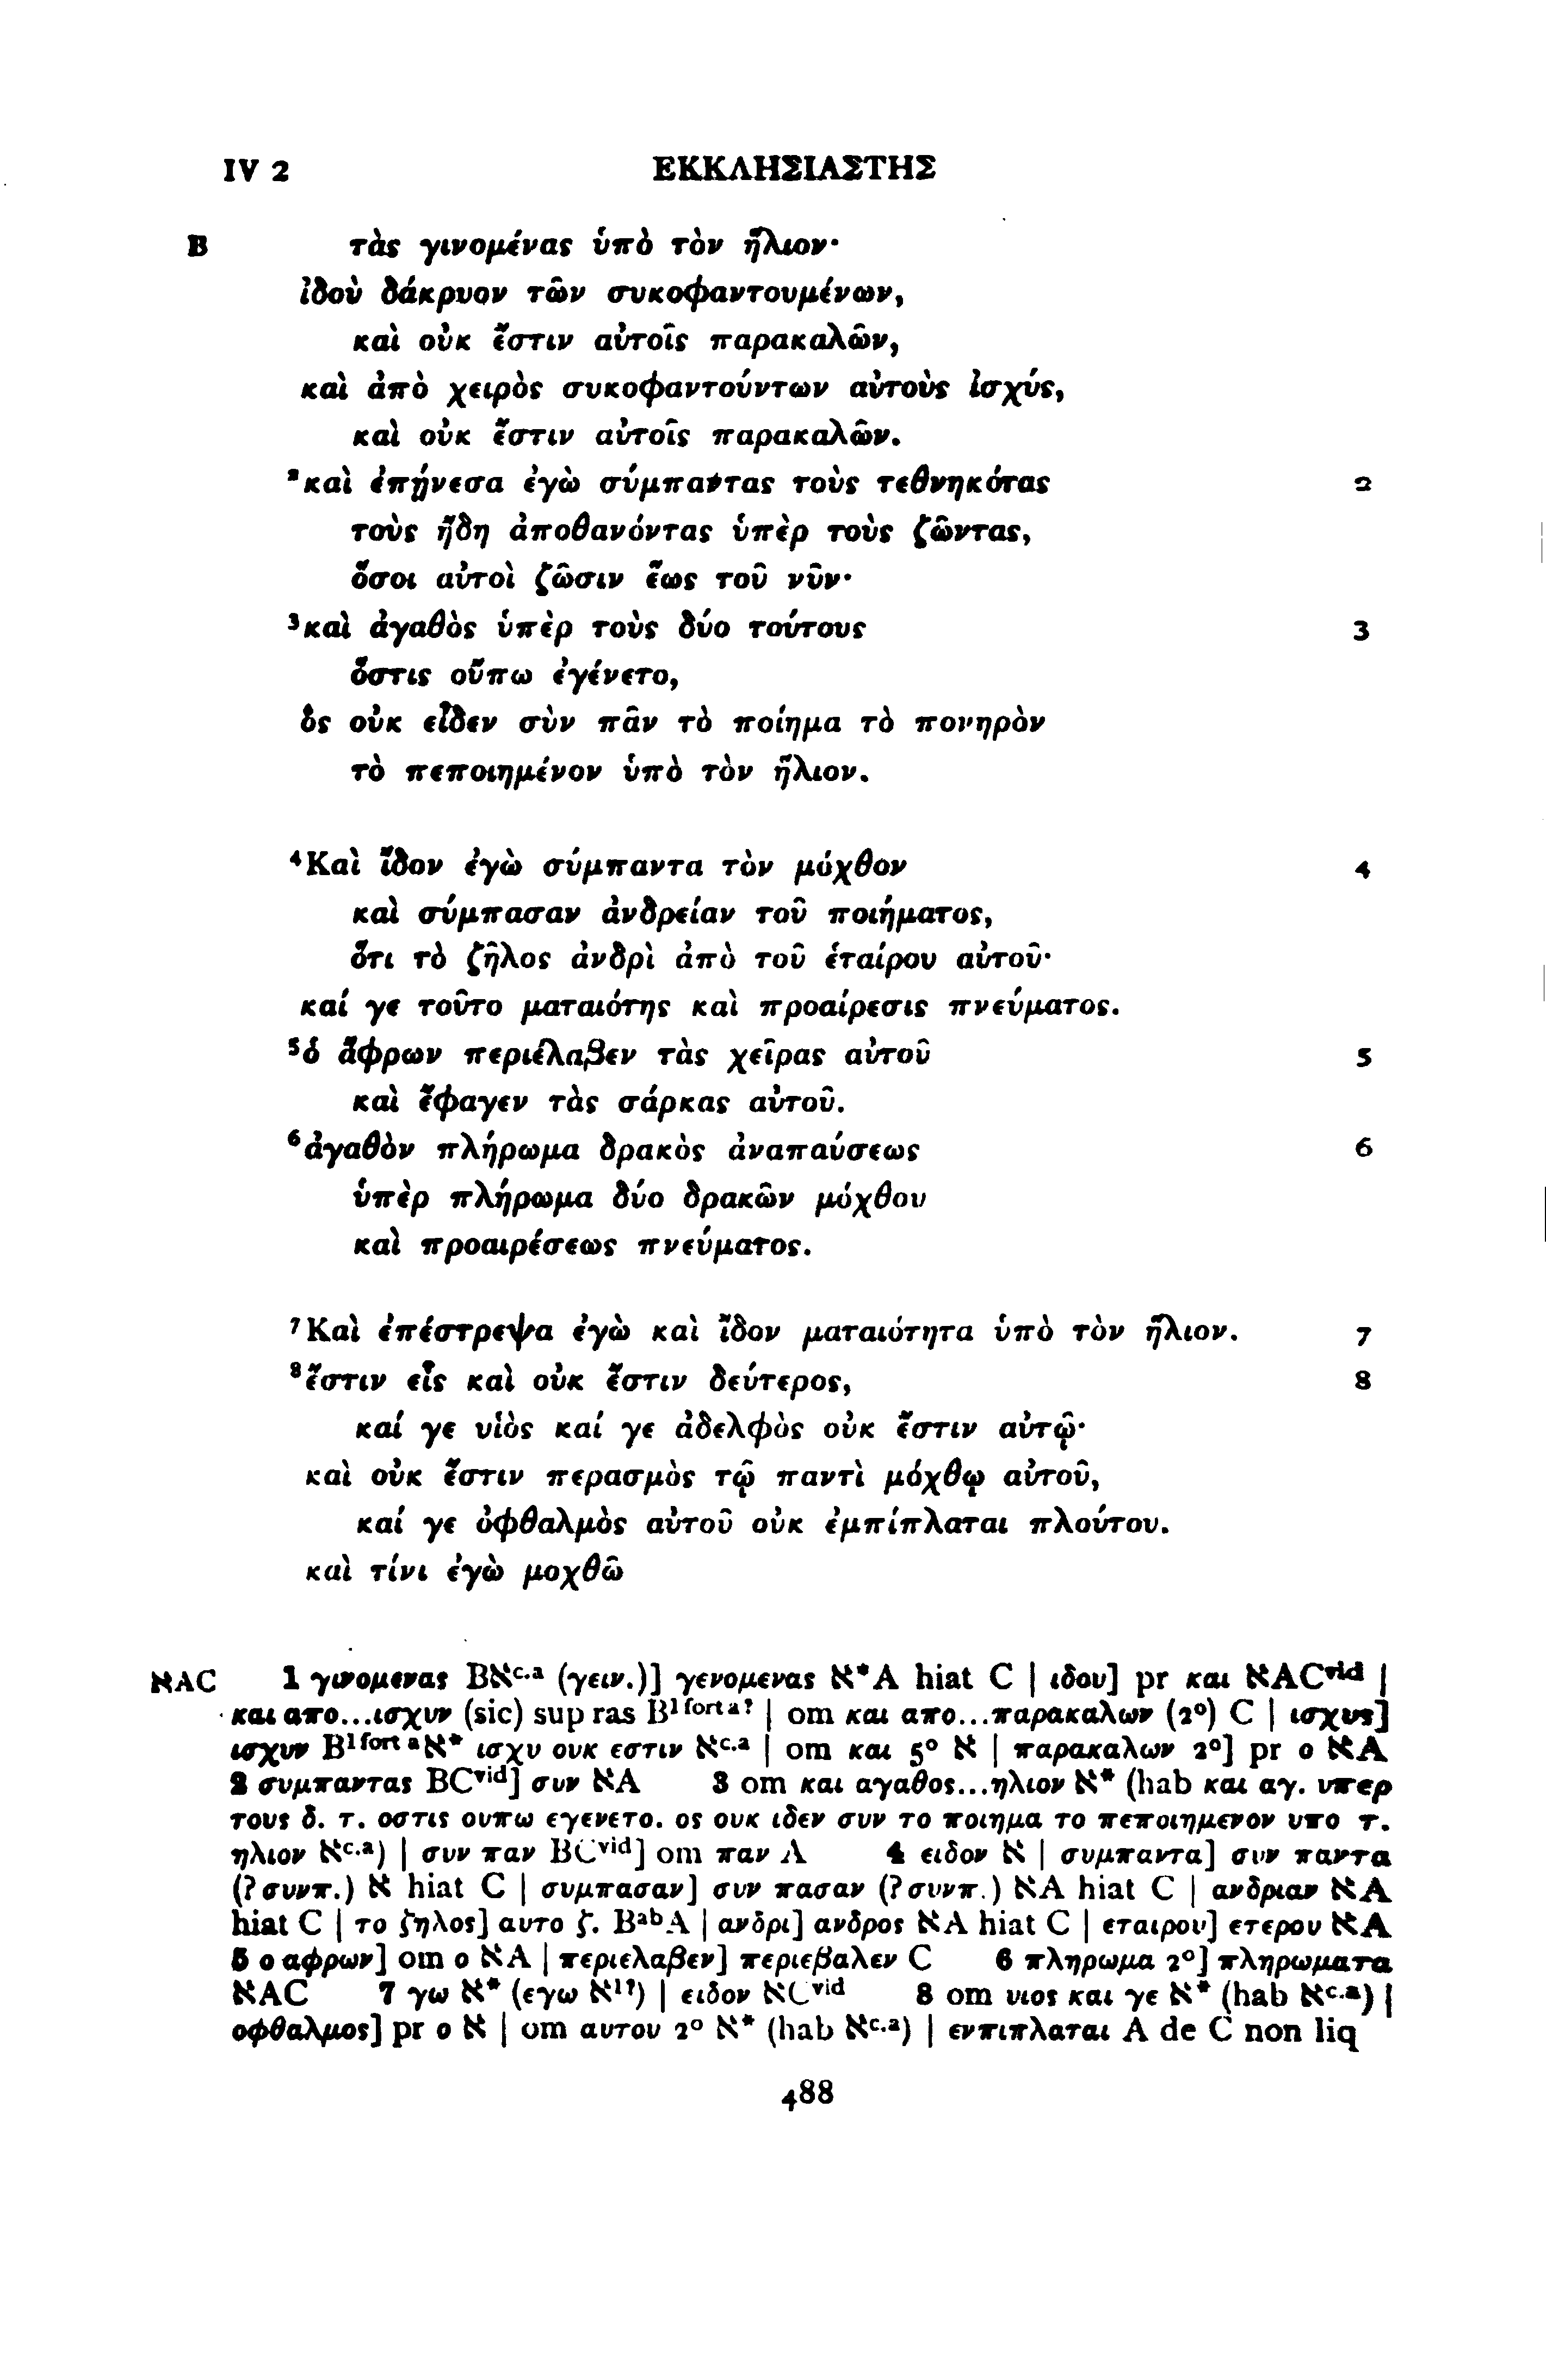 IV 2 ΕΚΚΛΗΣΙΑΣΤΗΣ
B τὰς γινομένας ὑπὸ τὸν ἥλιον·
ἰδοὺ δάκρυον τῶν συκοφαντουμένων,
καὶ οὐκ ἔστιν αὐτοῖς παρακαλῶν,
καὶ ἀπὸ χειρὸς συκοφαντούντων αὐτοὺς ἰσχύς,
καὶ οὐκ ἔστιν αὐτοῖς παρακαλῶν.
²καὶ ἐπῄνεσα ἐγὼ σύμπαντας τοὺς τεθνηκότας 2
τοὺς ἤδη ἀποθανόντας ὑπὲρ τοὺς ζῶντας,
ὅσοι αὐτοὶ ζῶσιν ἕως τοῦ νῦν·
³καὶ ἀγαθὸς ὑπὲρ τοὺς δύο τούτους 3
ὅστις οὔπω ἐγένετο,
ὃς οὐκ εἶδεν σὺν πᾶν τὸ ποίημα τὸ πονηρὸν
τὸ πεποιημένον ὑπὸ τὸν ἥλιον.
⁴Καὶ ἴδον ἐγὼ σύμπαντα τὸν μόχθον 4
καὶ σύμπασαν ἀνδρείαν τοῦ ποιήματος,
ὅτι τὸ ζῆλος ἀνδρὶ ἀπὸ τοῦ ἑταίρου αὐτοῦ·
καί γε τοῦτο ματαιότης καὶ προαίρεσις πνεύματος.
⁵ὁ ἄφρων περιέλαβεν τὰς χεῖρας αὐτοῦ 5
καὶ ἔφαγεν τὰς σάρκας αὐτοῦ.
⁶ἀγαθὸν πλήρωμα δρακὸς ἀναπαύσεως 6
ὑπὲρ πλήρωμα δύο δρακῶν μόχθου
καὶ προαιρέσεως πνεύματος.
⁷Καὶ ἐπέστρεψα ἐγὼ καὶ ἴδον ματαιότητα ὑπὸ τὸν ἥλιον. 7
⁸ἔστιν εἷς καὶ οὐκ ἔστιν δεύτερος, 8
καί γε υἱὸς καί γε ἀδελφὸς οὐκ ἔστιν αὐτῷ·
καὶ οὐκ ἔστιν περασμὸς τῷ παντὶ μόχθῳ αὐτοῦ,
καί γε ὀφθαλμὸς αὐτοῦ οὐκ ἐμπίπλαται πλούτου.
καὶ τίνι ἐγὼ μοχθῶ
אAC 1 γινομενας Bאᶜ·ᵃ (γειν.)] γενομενας א*A hiat C | ιδου] pr και אACᵛⁱᵈ |
και απο...ισχυν (sic) sup ras B¹ ᶠᵒʳᵗ ᵃ? | om και απο...παρακαλων (2°) C | ισχυς]
ισχυν B¹ ᶠᵒʳᵗ ᵃא* ισχυ ουκ εστιν אᶜ·ᵃ | om και 5° א | παρακαλων 2°] pr ο אA
2 συμπαντας BCᵛⁱᵈ] συν אA 3 om και αγαθος...ηλιον א* (hab και αγ. υπερ
τους δ. τ. οστις ουπω εγενετο. ος ουκ ιδεν συν το ποιημα το πεποιημενον υπο τ.
ηλιον אᶜ·ᵃ) | συν παν BCᵛⁱᵈ] om παν A 4 ειδον א | συμπαντα] συν παντα
(? συνπ.) א hiat C | συμπασαν] συν πασαν (? συνπ.) אA hiat C | ανδριαν אA
hiat C | το ζηλος] αυτο ζ. BᵃᵇA | ανδρι] ανδρος אA hiat C | εταιρου] ετερου אA
5 ο αφρων] om ο אA | περιελαβεν] περιεβαλεν C 6 πληρωμα 2°] πληρωματα
אAC 7 γω א* (εγω א¹?) | ειδον אCᵛⁱᵈ 8 om υιος και γε א* (hab אᶜ·ᵃ) |
οφθαλμος] pr ο א | om αυτου 2° א* (hab אᶜ·ᵃ) | ενπιπλαται A de C non liq
488